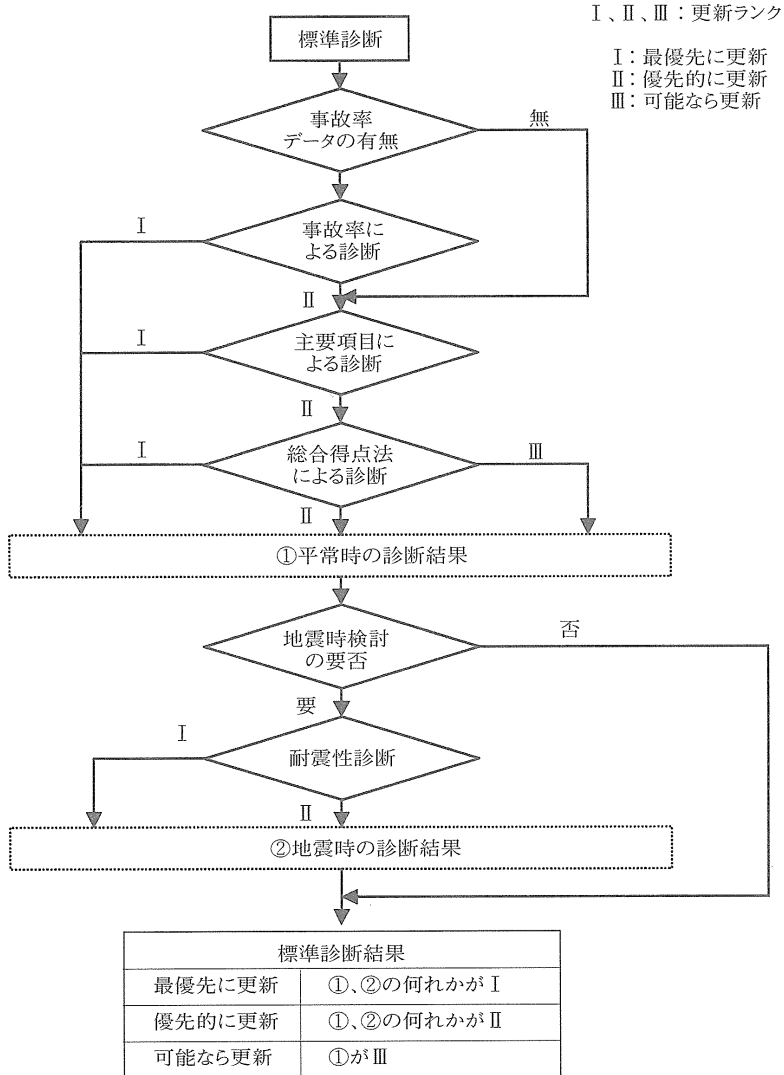 Ⅰ、Ⅱ、Ⅲ：更新ランク
Ⅰ：最優先に更新
Ⅱ：優先的に更新
Ⅲ：可能なら更新
標準診断
事故率
データの有無
無
事故率に
よる診断
Ⅰ
Ⅱ
主要項目に
よる診断
Ⅰ
Ⅱ
総合得点法
による診断
Ⅰ
Ⅲ
Ⅱ
①平常時の診断結果
地震時検討
の要否
否
要
耐震性診断
Ⅰ
Ⅱ
②地震時の診断結果
標準診断結果
最優先に更新 ①、②の何れかがⅠ
優先的に更新 ①、②の何れかがⅡ
可能なら更新 ①がⅢ